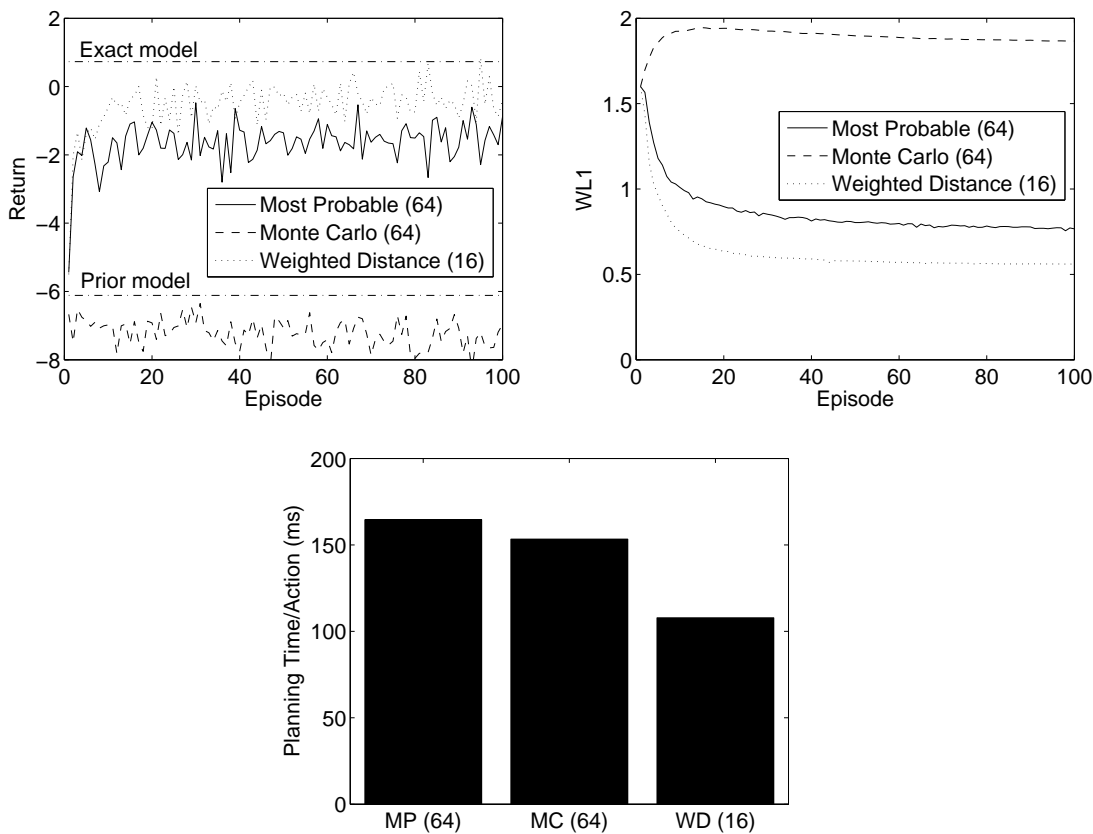 2
0
−2
−4
−6
−8
Return
Exact model
Prior model
Most Probable (64)
Monte Carlo (64)
Weighted Distance (16)
0
20
40
60
80
100
Episode
2
1.5
1
0.5
0
WL1
Most Probable (64)
Monte Carlo (64)
Weighted Distance (16)
0
20
40
60
80
100
Episode
200
150
100
50
0
Planning Time/Action (ms)
MP (64)
MC (64)
WD (16)